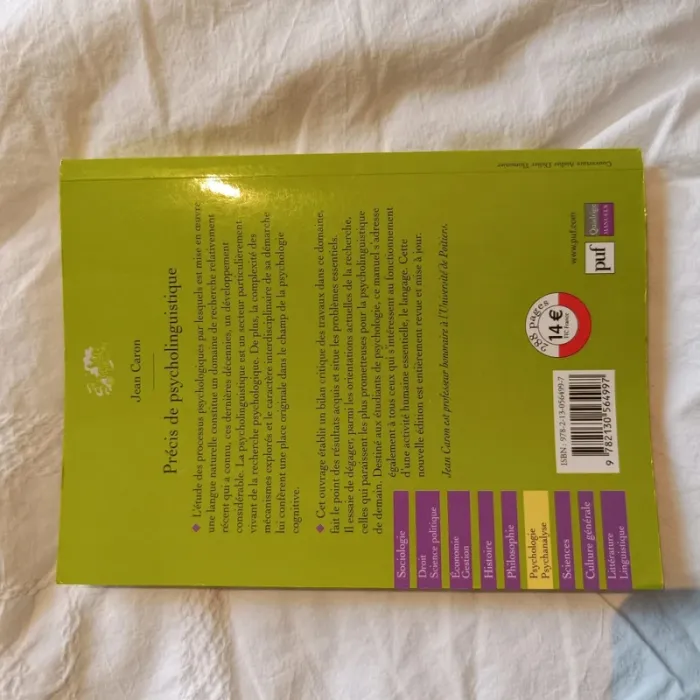 Jean Caron
Précis de psycholinguistique
L'étude des processus psychologiques par lesquels est mise en œuvre
une langue naturelle constitue un domaine de recherche relativement
récent qui a connu, ces dernières décennies, un développement
considérable. La psycholinguistique est un secteur particulièrement
vivant de la recherche psychologique. De plus, la complexité des
mécanismes explorés et le caractère interdisciplinaire de sa démarche
lui confèrent une place originale dans le champ de la psychologie
cognitive.
Cet ouvrage établit un bilan critique des travaux dans ce domaine,
fait le point des résultats acquis et situe les problèmes essentiels.
Il essaie de dégager, parmi les orientations actuelles de la recherche,
celles qui paraissent les plus prometteuses pour la psycholinguistique
de demain. Destiné aux étudiants de psychologie, ce manuel s'adresse
également à tous ceux qui s'intéressent au fonctionnement
d'une activité humaine essentielle, le langage. Cette
nouvelle édition est entièrement revue et mise à jour.
Jean Caron est professeur honoraire à l'Université de Poitiers.
Sociologie
Droit
Science politique
Économie
Gestion
Histoire
Philosophie
Psychologie
Psychanalyse
Sciences
Culture générale
Littérature
Linguistique
288 pages
14 €
TTC France
ISBN : 978-2-13-056499-7
9 782130 564997
www.puf.com
puf
Quadrige
MANUELS